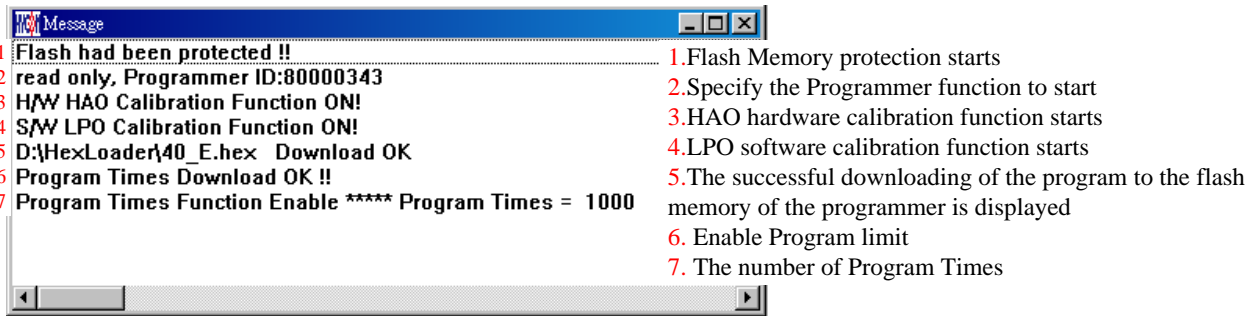 HEX Message
1 Flash had been protected !!
2 read only, Programmer ID:80000343
3 H/W HAO Calibration Function ON!
4 S/W LPO Calibration Function ON!
5 D:\HexLoader\40_E.hex Download OK
6 Program Times Download OK !!
7 Program Times Function Enable ***** Program Times = 1000
1.Flash Memory protection starts
2.Specify the Programmer function to start
3.HAO hardware calibration function starts
4.LPO software calibration function starts
5.The successful downloading of the program to the flash
memory of the programmer is displayed
6. Enable Program limit
7. The number of Program Times